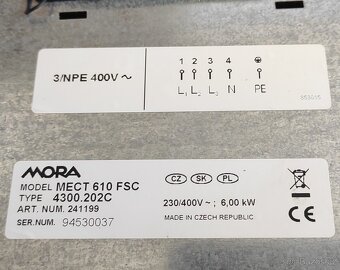 1 2 3 4
3/NPE 400V ~
L1 L2 L3 N PE
MORA
MODEL MECT 610 FSC
TYPE 4300.202C
ART. NUM. 241199
SER.NUM. 94530037
CZ SK PL
230/400V ~ ; 6,00 kW
MADE IN CZECH REPUBLIC
CE